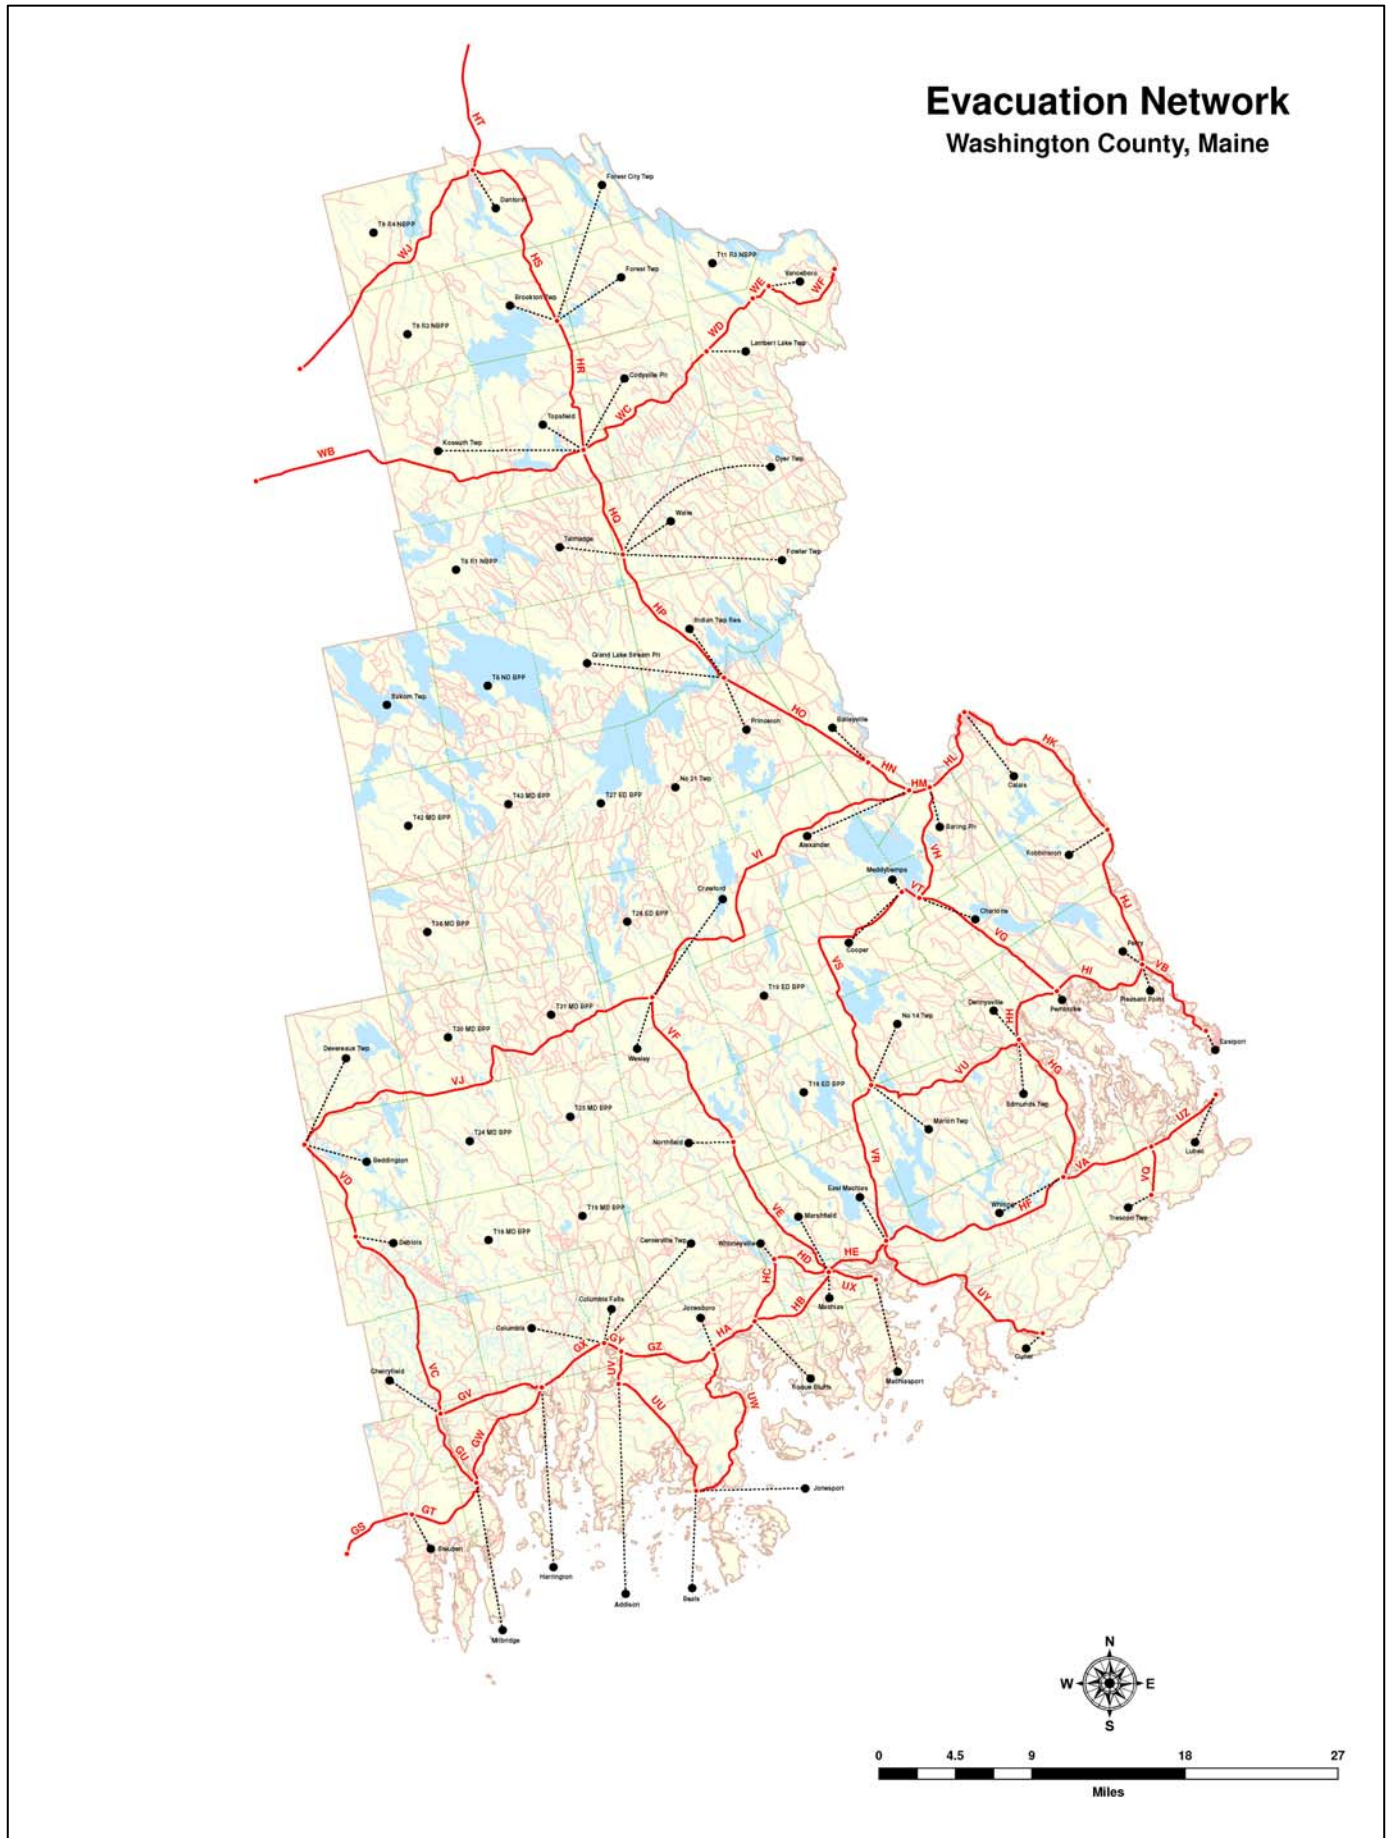 Evacuation Network
Washington County, Maine
HT
Forest City Twp
Danforth
T8 R4 NBPP
WJ
HS
T11 R3 NBPP
Forest Twp
Vanceboro
WE
WF
Brookton Twp
T8 R3 NBPP
WD
Lambert Lake Twp
HR
Codyville Plt
WC
Topsfield
Kossuth Twp
WB
Dyer Twp
HQ
Waite
Talmadge
Fowler Twp
T6 R1 NBPP
HP
Indian Twp Res
Grand Lake Stream Plt
T6 ND BPP
Sakom Twp
HO
Baileyville
Princeton
HK
HL
HN
HM
No 21 Twp
Calais
T43 MD BPP
T27 ED BPP
T42 MD BPP
Baring Plt
Alexander
VH
Robbinston
VI
Meddybemps
VT
Crawford
HJ
Charlotte
T26 ED BPP
T36 MD BPP
VG
Cooper
Perry
VS
HI
VB
T19 ED BPP
Dennysville
Pleasant Point
Pembroke
T31 MD BPP
No 14 Twp
HH
T30 MD BPP
VF
Devereaux Twp
Wesley
Eastport
VU
HG
VJ
T18 ED BPP
Edmunds Twp
T25 MD BPP
UZ
Marion Twp
T24 MD BPP
Northfield
Lubec
VR
Beddington
VA
VD
VQ
East Machias
Whiting
HF
Trescott Twp
VE
Marshfield
T19 MD BPP
T18 MD BPP
Centerville Twp
Whitneyville
Deblois
HD
HE
HC
UX
UY
HB
Machias
Columbia Falls
Jonesboro
HA
Columbia
GY
GX
GZ
Cutler
UV
VC
Cherryfield
Roque Bluffs
Machiasport
GV
UW
UU
GW
GU
Jonesport
GT
GS
Steuben
Harrington
Beals
Addison
Milbridge
N
W
E
S
0
4.5
9
18
27
Miles